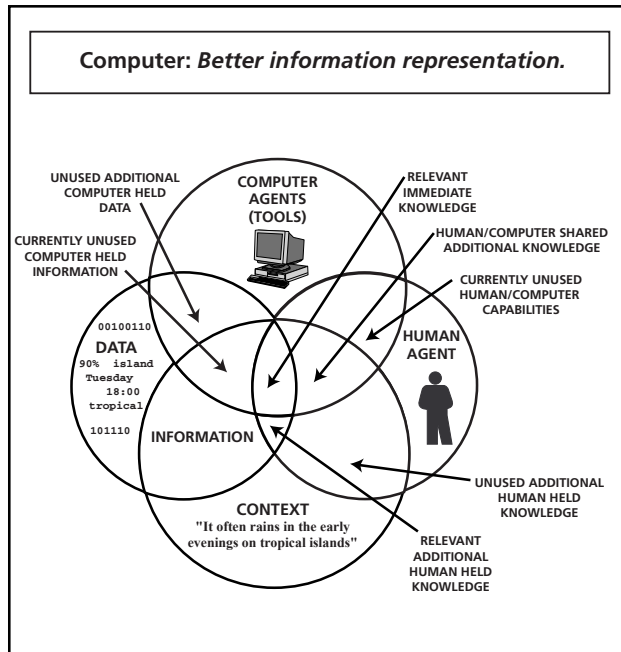 Computer: Better information representation.
UNUSED ADDITIONAL
COMPUTER HELD
DATA
COMPUTER
AGENTS
(TOOLS)
RELEVANT
IMMEDIATE
KNOWLEDGE
HUMAN/COMPUTER SHARED
ADDITIONAL KNOWLEDGE
CURRENTLY UNUSED
COMPUTER HELD
INFORMATION
CURRENTLY UNUSED
HUMAN/COMPUTER
CAPABILITIES
00100110
DATA
90% island
Tuesday
18:00
tropical
101110
HUMAN
AGENT
INFORMATION
CONTEXT
"It often rains in the early
evenings on tropical islands"
UNUSED ADDITIONAL
HUMAN HELD
KNOWLEDGE
RELEVANT
ADDITIONAL
HUMAN HELD
KNOWLEDGE